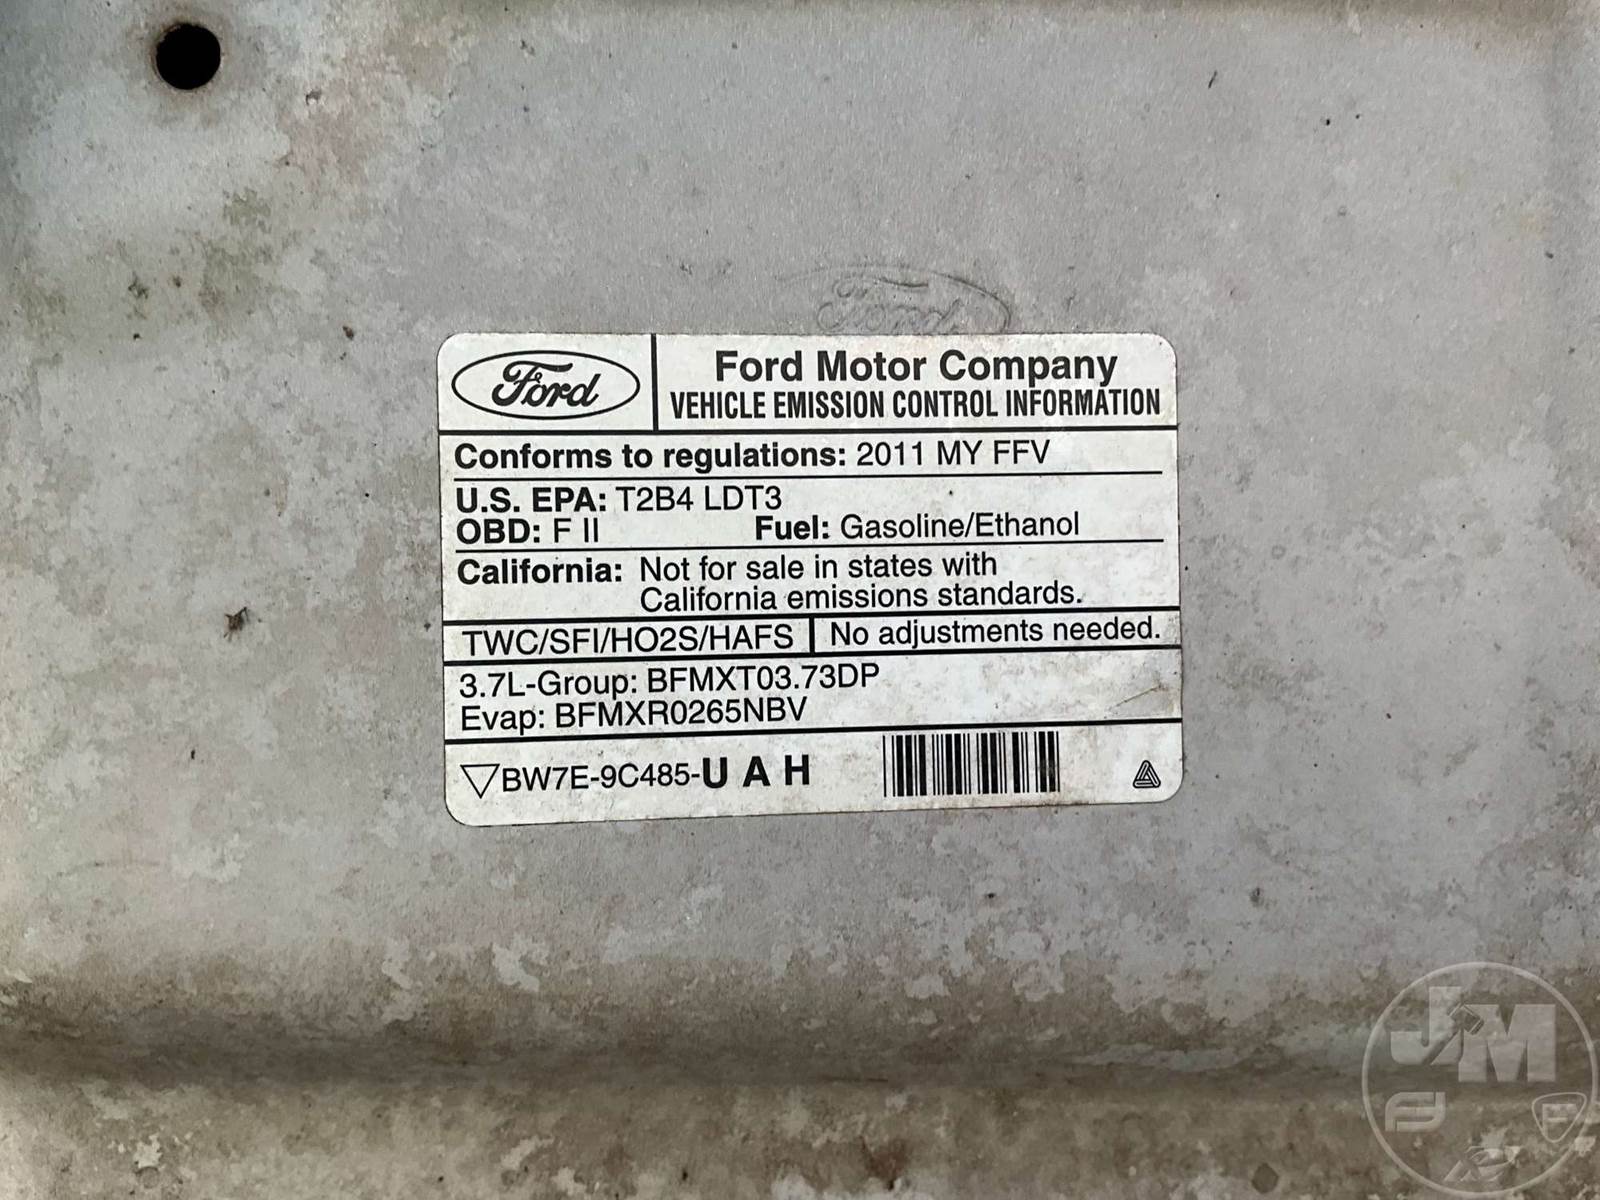 Ford
Ford
Ford Motor Company
VEHICLE EMISSION CONTROL INFORMATION
Conforms to regulations: 2011 MY FFV
U.S. EPA: T2B4 LDT3
OBD: F II Fuel: Gasoline/Ethanol
California: Not for sale in states with
California emissions standards.
TWC/SFI/HO2S/HAFS No adjustments needed.
3.7L-Group: BFMXT03.73DP
Evap: BFMXR0265NBV
BW7E-9C485-U A H
JM